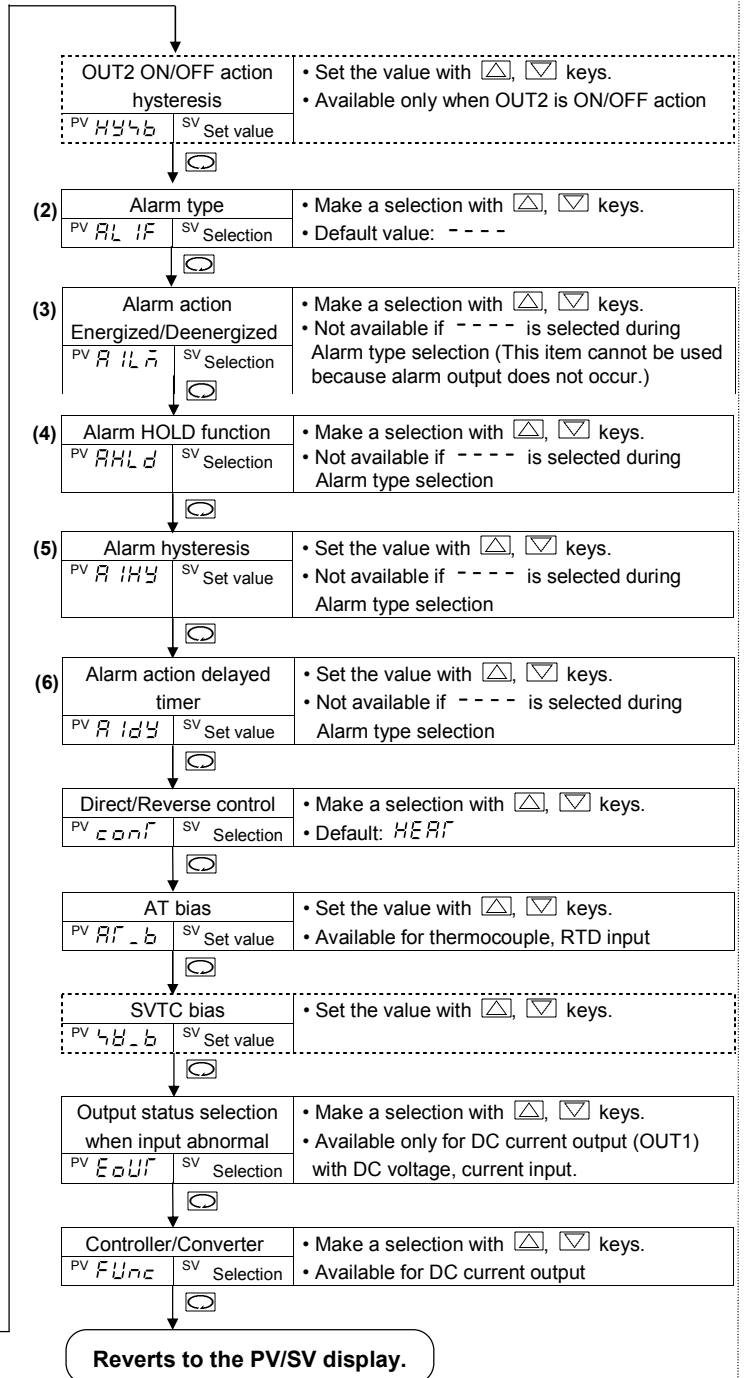 OUT2 ON/OFF action
hysteresis
PV HYSb SV Set value
• Set the value with △, ▽ keys.
• Available only when OUT2 is ON/OFF action
(2) Alarm type
PV AL1F SV Selection
• Make a selection with △, ▽ keys.
• Default value: ----
(3) Alarm action
Energized/Deenergized
PV A1LM SV Selection
• Make a selection with △, ▽ keys.
• Not available if ---- is selected during
Alarm type selection (This item cannot be used
because alarm output does not occur.)
(4) Alarm HOLD function
PV AHLd SV Selection
• Make a selection with △, ▽ keys.
• Not available if ---- is selected during
Alarm type selection
(5) Alarm hysteresis
PV A1HY SV Set value
• Set the value with △, ▽ keys.
• Not available if ---- is selected during
Alarm type selection
(6) Alarm action delayed
timer
PV A1dY SV Set value
• Set the value with △, ▽ keys.
• Not available if ---- is selected during
Alarm type selection
Direct/Reverse control
PV conT SV Selection
• Make a selection with △, ▽ keys.
• Default: HEAT
AT bias
PV AT_b SV Set value
• Set the value with △, ▽ keys.
• Available for thermocouple, RTD input
SVTC bias
PV SV_b SV Set value
• Set the value with △, ▽ keys.
Output status selection
when input abnormal
PV EoUT SV Selection
• Make a selection with △, ▽ keys.
• Available only for DC current output (OUT1)
with DC voltage, current input.
Controller/Converter
PV FUnc SV Selection
• Make a selection with △, ▽ keys.
• Available for DC current output
Reverts to the PV/SV display.